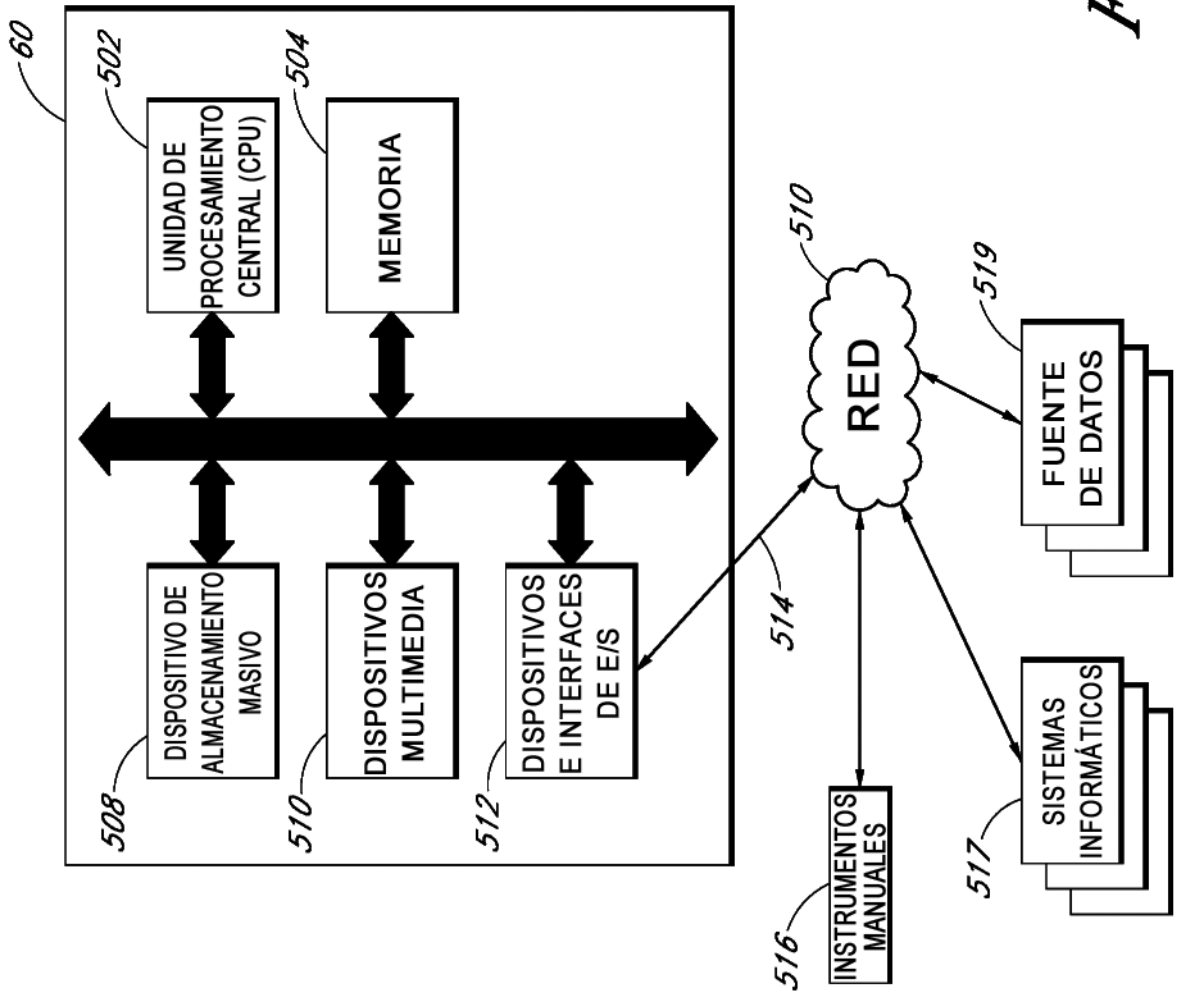 60
508
DISPOSITIVO DE
ALMACENAMIENTO
MASIVO
502
UNIDAD DE
PROCESAMIENTO
CENTRAL (CPU)
510
DISPOSITIVOS
MULTIMEDIA
504
MEMORIA
512
DISPOSITIVOS
E INTERFACES
DE E/S
514
510
RED
516
INSTRUMENTOS
MANUALES
517
SISTEMAS
INFORMÁTICOS
519
FUENTE
DE DATOS